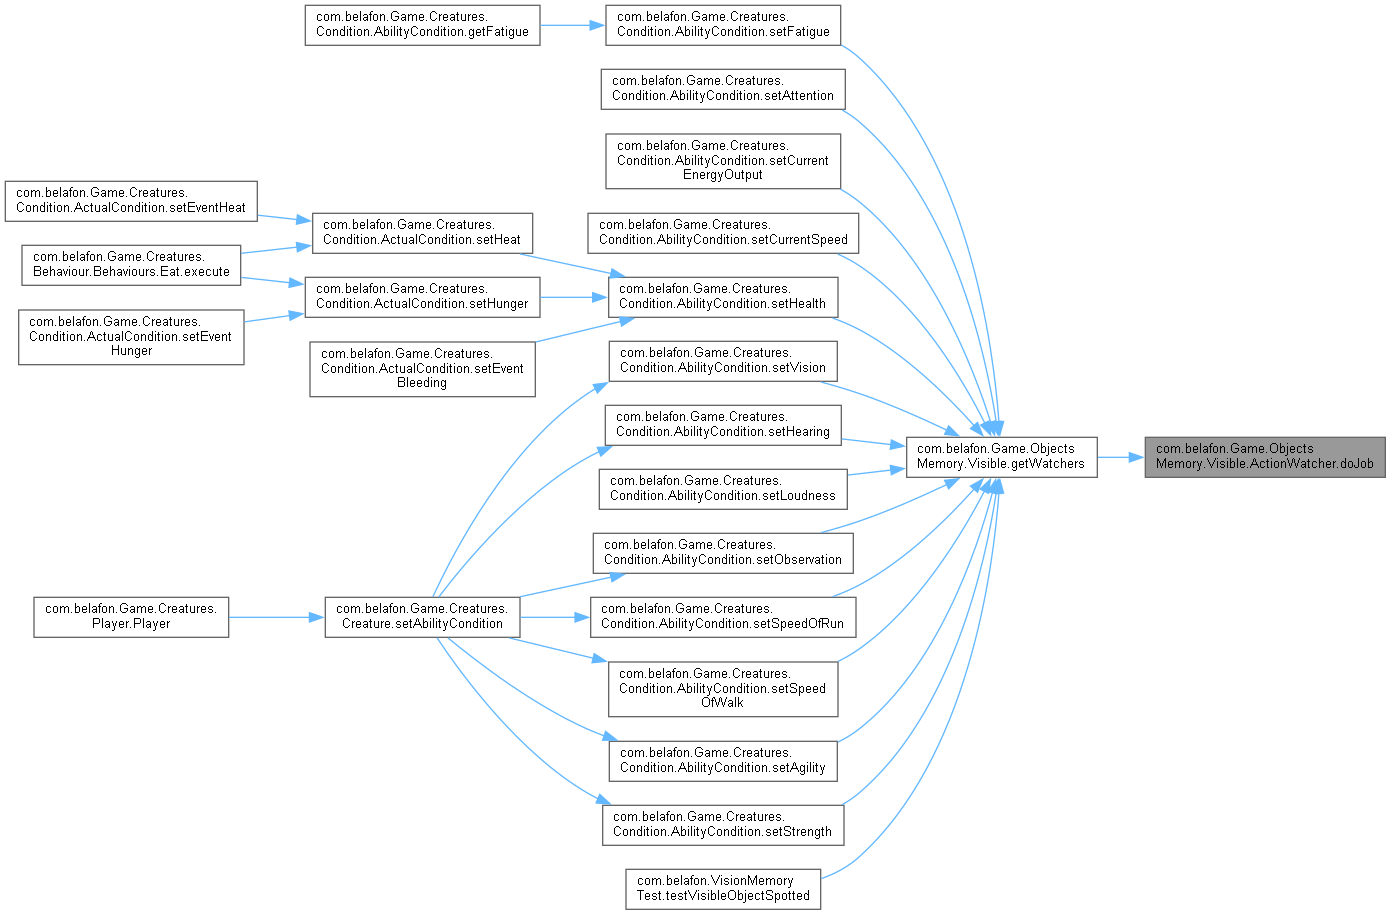 com.belafon.Game.Creatures.
Condition.AbilityCondition.getFatigue
com.belafon.Game.Creatures.
Condition.AbilityCondition.setFatigue
com.belafon.Game.Creatures.
Condition.AbilityCondition.setAttention
com.belafon.Game.Creatures.
Condition.AbilityCondition.setCurrent
EnergyOutput
com.belafon.Game.Creatures.
Condition.ActualCondition.setEventHeat
com.belafon.Game.Creatures.
Condition.ActualCondition.setHeat
com.belafon.Game.Creatures.
Condition.AbilityCondition.setCurrentSpeed
com.belafon.Game.Creatures.
Behaviour.Behaviours.Eat.execute
com.belafon.Game.Creatures.
Condition.ActualCondition.setHunger
com.belafon.Game.Creatures.
Condition.AbilityCondition.setHealth
com.belafon.Game.Creatures.
Condition.ActualCondition.setEvent
Hunger
com.belafon.Game.Creatures.
Condition.ActualCondition.setEvent
Bleeding
com.belafon.Game.Creatures.
Condition.AbilityCondition.setVision
com.belafon.Game.Creatures.
Condition.AbilityCondition.setHearing
com.belafon.Game.Objects
Memory.Visible.getWatchers
com.belafon.Game.Objects
Memory.Visible.ActionWatcher.doJob
com.belafon.Game.Creatures.
Condition.AbilityCondition.setLoudness
com.belafon.Game.Creatures.
Condition.AbilityCondition.setObservation
com.belafon.Game.Creatures.
Player.Player
com.belafon.Game.Creatures.
Creature.setAbilityCondition
com.belafon.Game.Creatures.
Condition.AbilityCondition.setSpeedOfRun
com.belafon.Game.Creatures.
Condition.AbilityCondition.setSpeed
OfWalk
com.belafon.Game.Creatures.
Condition.AbilityCondition.setAgility
com.belafon.Game.Creatures.
Condition.AbilityCondition.setStrength
com.belafon.VisionMemory
Test.testVisibleObjectSpotted